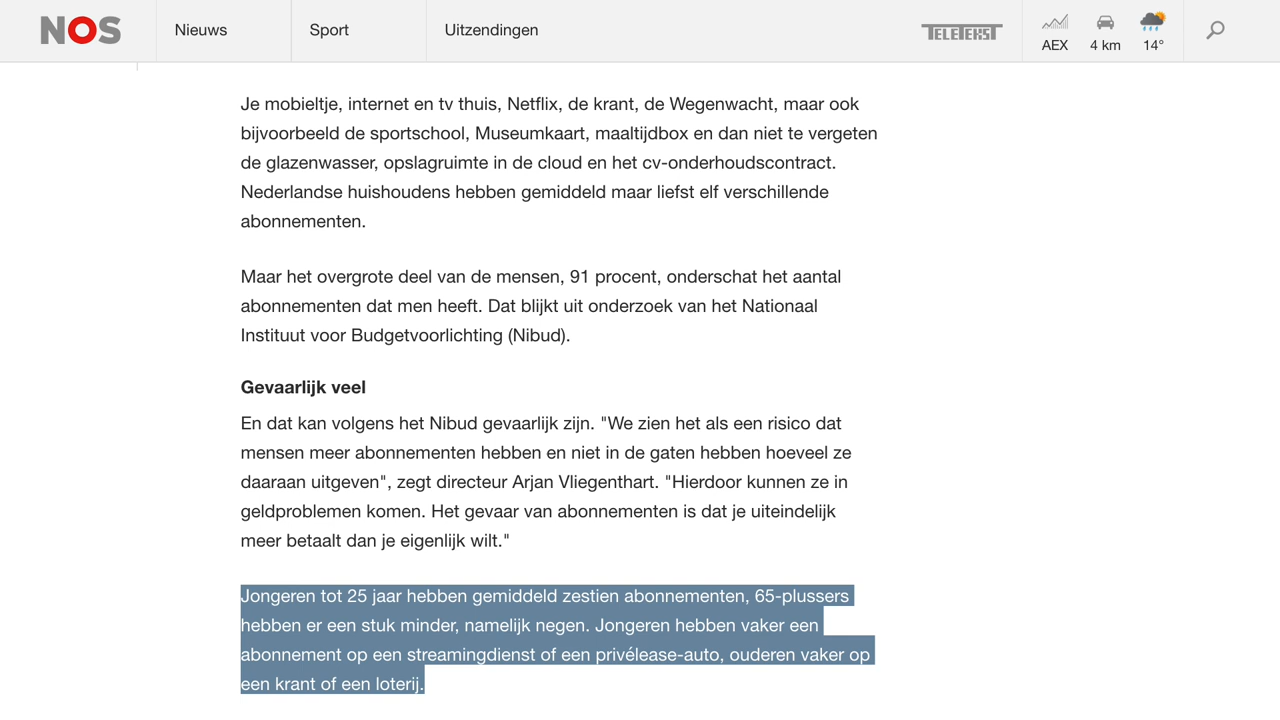 NOS
Nieuws
Sport
Uitzendingen
TELETEKST
AEX
4 km
14°
Je mobieltje, internet en tv thuis, Netflix, de krant, de Wegenwacht, maar ook
bijvoorbeeld de sportschool, Museumkaart, maaltijdbox en dan niet te vergeten
de glazenwasser, opslagruimte in de cloud en het cv-onderhoudscontract.
Nederlandse huishoudens hebben gemiddeld maar liefst elf verschillende
abonnementen.
Maar het overgrote deel van de mensen, 91 procent, onderschat het aantal
abonnementen dat men heeft. Dat blijkt uit onderzoek van het Nationaal
Instituut voor Budgetvoorlichting (Nibud).
Gevaarlijk veel
En dat kan volgens het Nibud gevaarlijk zijn. "We zien het als een risico dat
mensen meer abonnementen hebben en niet in de gaten hebben hoeveel ze
daaraan uitgeven", zegt directeur Arjan Vliegenthart. "Hierdoor kunnen ze in
geldproblemen komen. Het gevaar van abonnementen is dat je uiteindelijk
meer betaalt dan je eigenlijk wilt."
Jongeren tot 25 jaar hebben gemiddeld zestien abonnementen, 65-plussers
hebben er een stuk minder, namelijk negen. Jongeren hebben vaker een
abonnement op een streamingdienst of een privélease-auto, ouderen vaker op
een krant of een loterij.